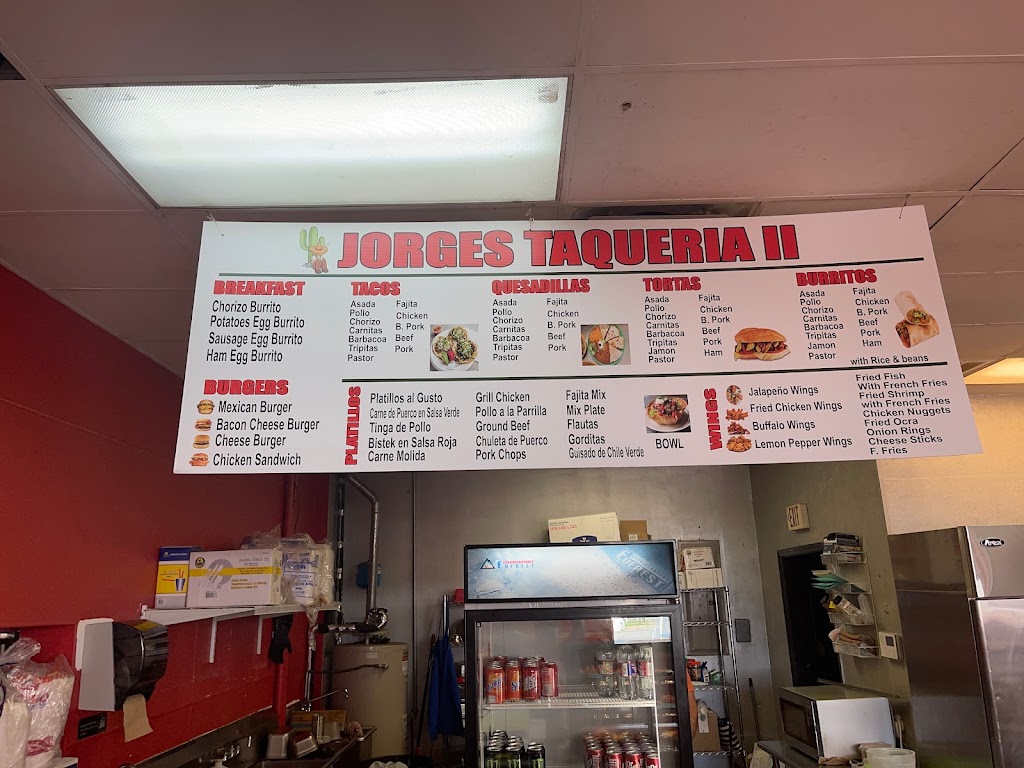 JORGES TAQUERIA II
BREAKFAST
Chorizo Burrito
Potatoes Egg Burrito
Sausage Egg Burrito
Ham Egg Burrito
TACOS
Asada
Pollo
Chorizo
Carnitas
Barbacoa
Tripitas
Pastor
Fajita
Chicken
B. Pork
Beef
Pork
QUESADILLAS
Asada
Pollo
Chorizo
Carnitas
Barbacoa
Tripitas
Pastor
Fajita
Chicken
B. Pork
Beef
Pork
TORTAS
Asada
Pollo
Chorizo
Carnitas
Barbacoa
Tripitas
Jamon
Pastor
Fajita
Chicken
B. Pork
Beef
Pork
Ham
BURRITOS
Asada
Pollo
Chorizo
Carnitas
Barbacoa
Tripitas
Jamon
Pastor
Fajita
Chicken
B. Pork
Beef
Pork
Ham
with Rice & beans
BURGERS
Mexican Burger
Bacon Cheese Burger
Cheese Burger
Chicken Sandwich
PLATILLOS
Platillos al Gusto
Carne de Puerco en Salsa Verde
Tinga de Pollo
Bistek en Salsa Roja
Carne Molida
Grill Chicken
Pollo a la Parrilla
Ground Beef
Chuleta de Puerco
Pork Chops
Fajita Mix
Mix Plate
Flautas
Gorditas
Guisado de Chile Verde
BOWL
WINGS
Jalapeño Wings
Fried Chicken Wings
Buffalo Wings
Lemon Pepper Wings
Fried Fish
With French Fries
Fried Shrimp
with French Fries
Chicken Nuggets
Fried Ocra
Onion Rings
Cheese Sticks
F. Fries
EXIT
EVEREST